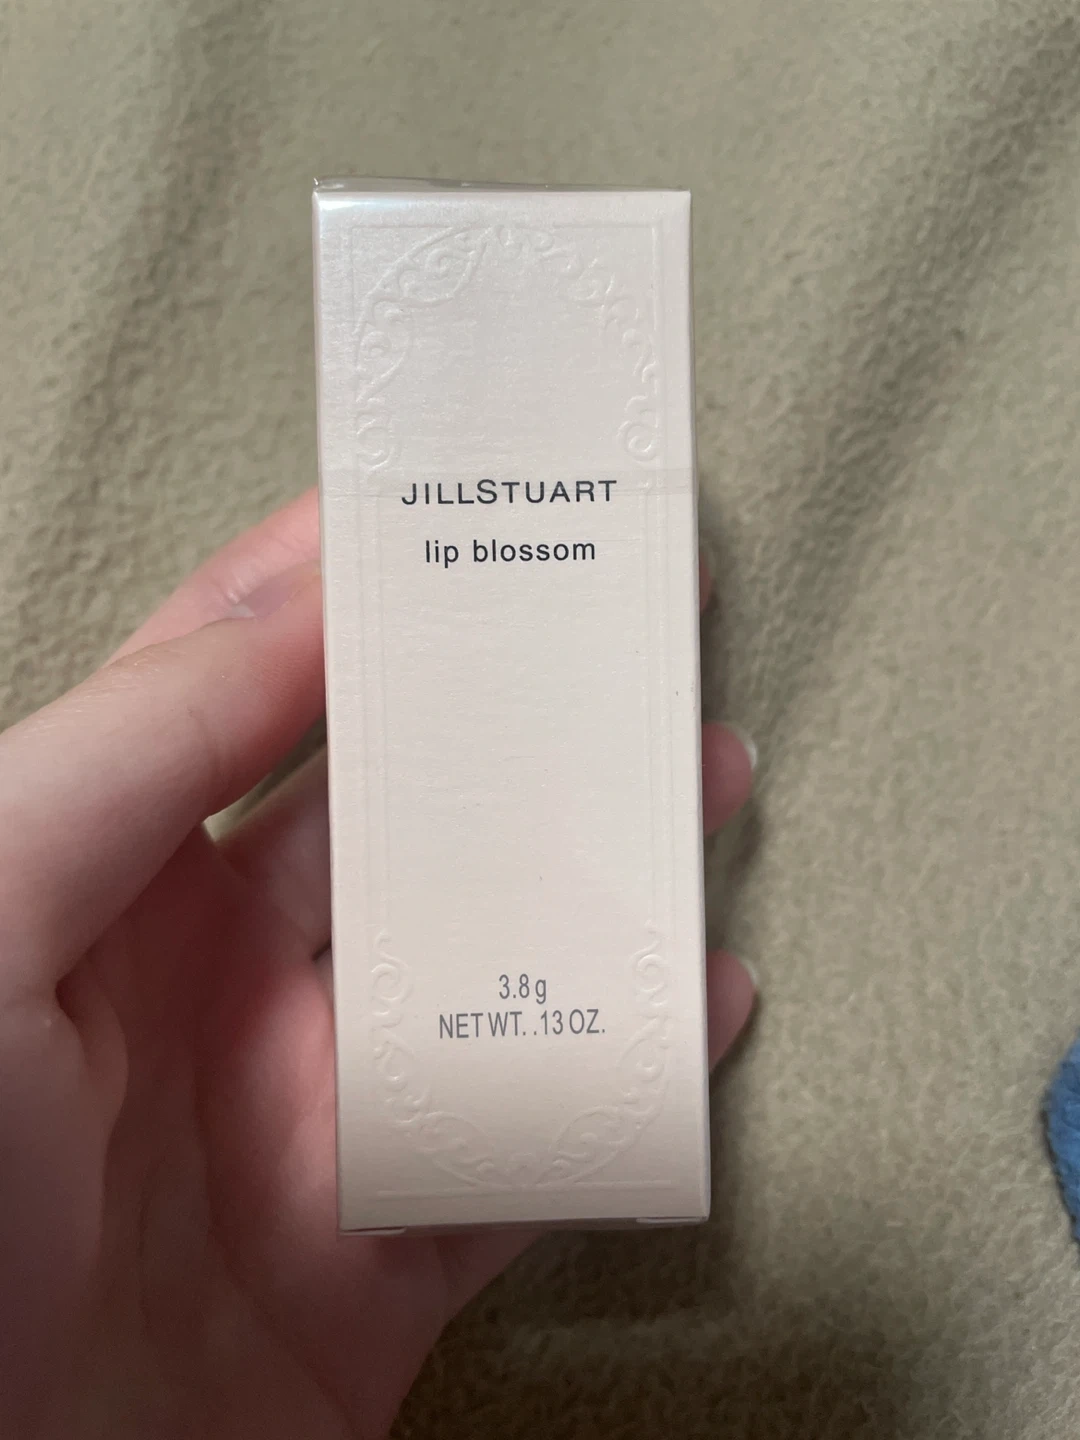 JILLSTUART
lip blossom
3.8g
NET WT. .13 OZ.